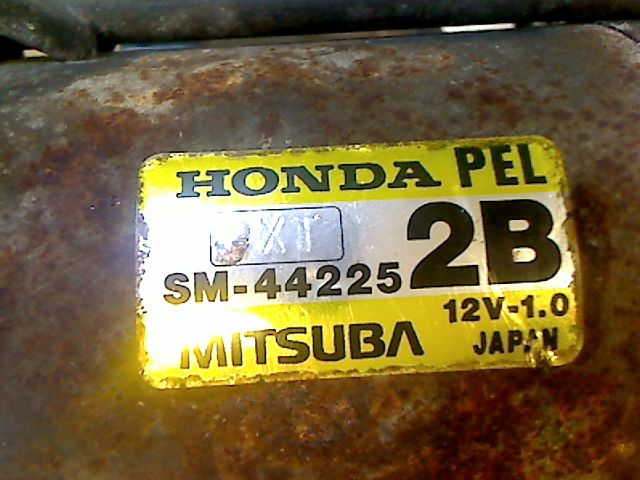 HONDA PEL
2B
SM-44225
12V-1.0
MITSUBA
JAPAN